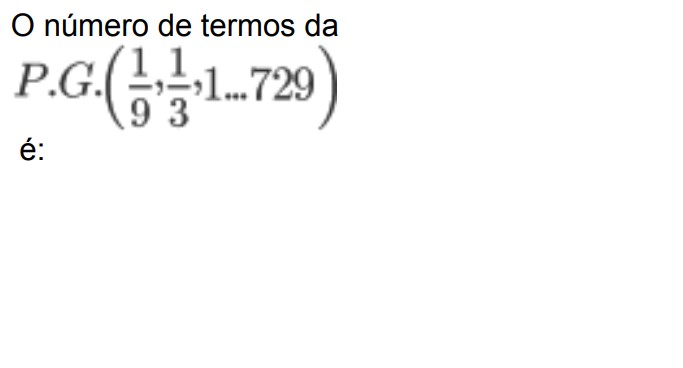 O número de termos da
P.G.(1/9,1/3,1...729)
é: